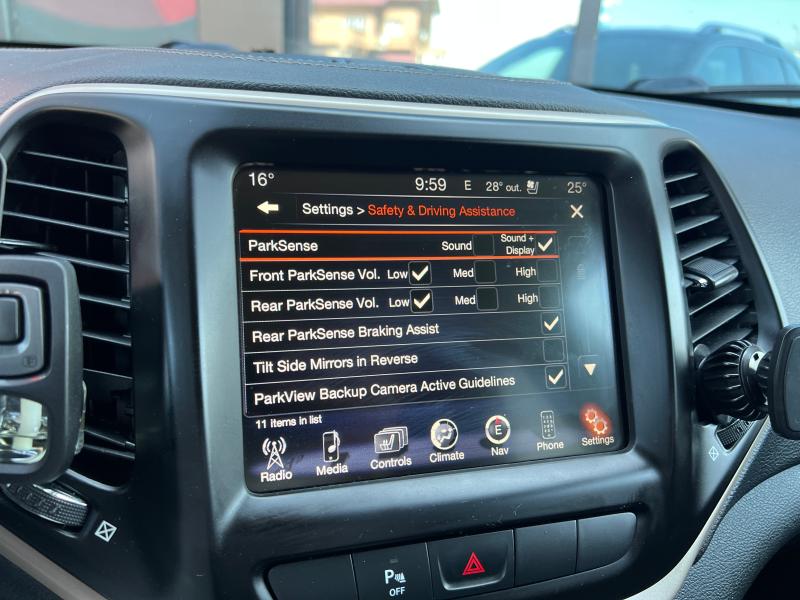 16° 9:59 E 28° out. 25°
Settings > Safety & Driving Assistance
ParkSense Sound Sound + Display
Front ParkSense Vol. Low Med High
Rear ParkSense Vol. Low Med High
Rear ParkSense Braking Assist
Tilt Side Mirrors in Reverse
ParkView Backup Camera Active Guidelines
11 items in list
Radio Media Controls Climate E Nav Phone Settings
P OFF